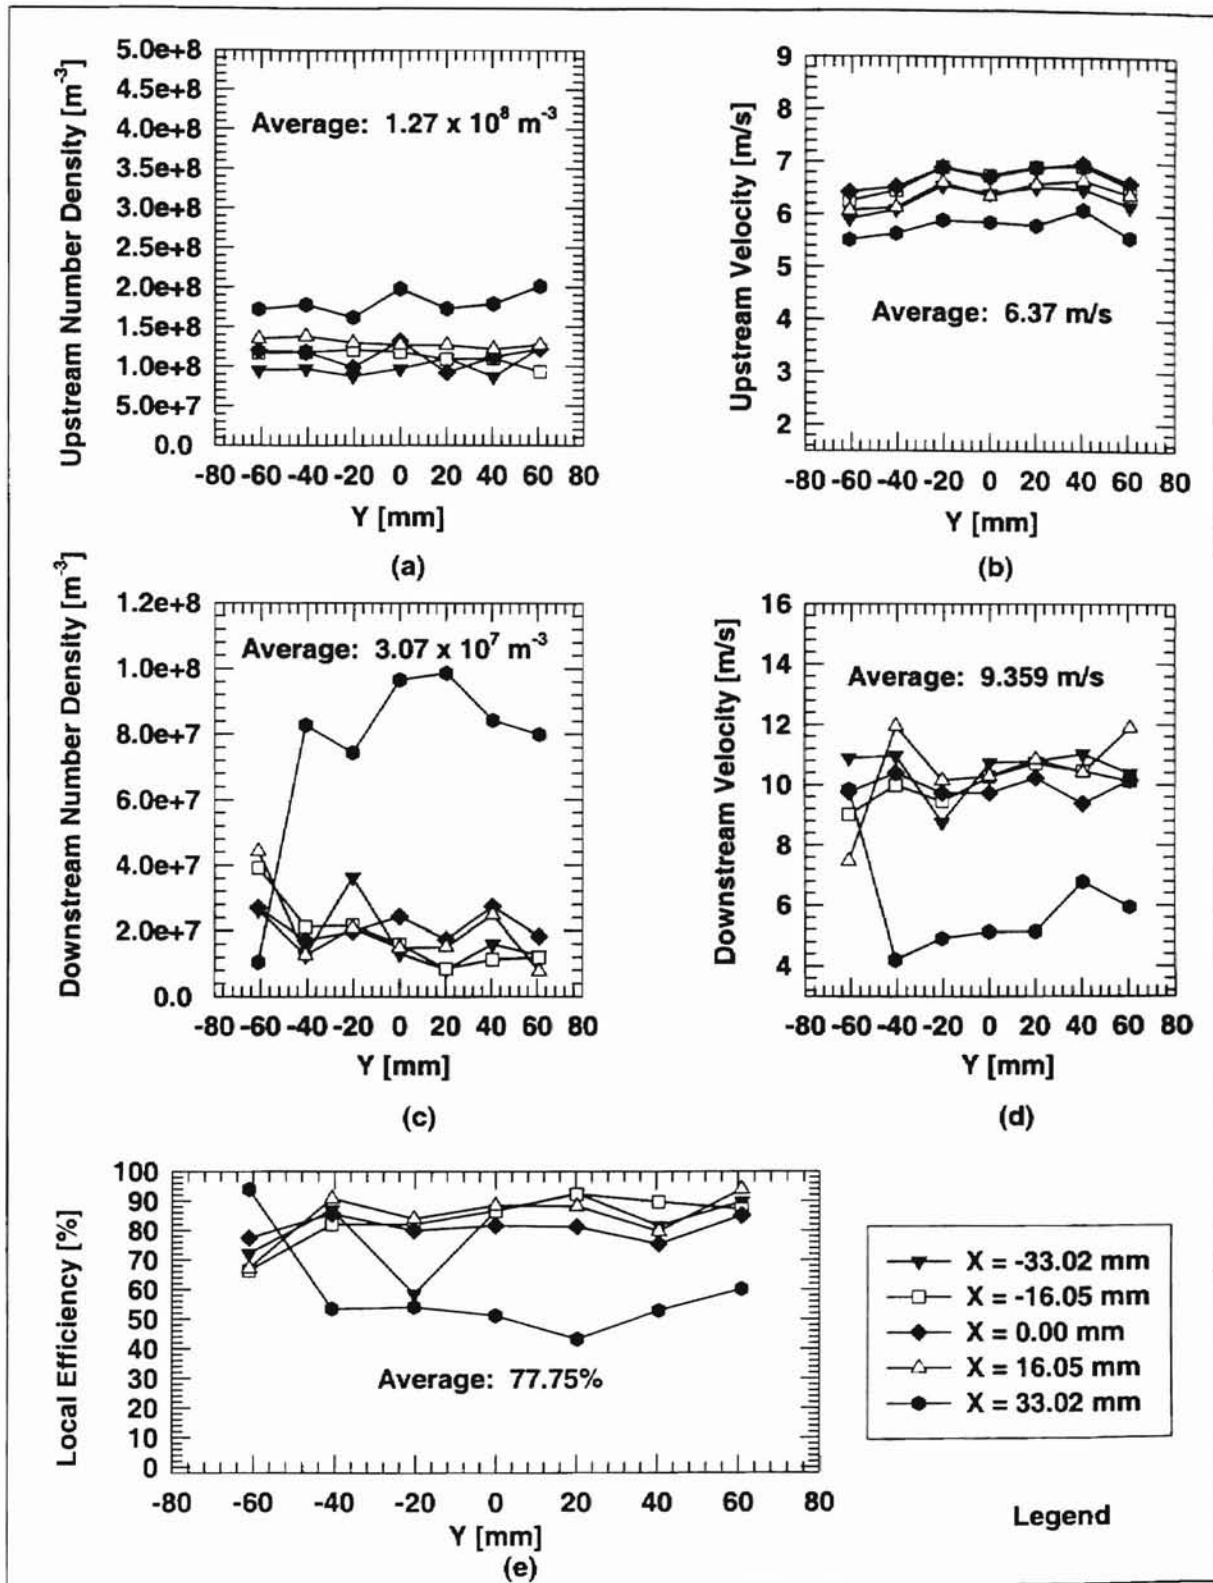 5.0e+8
4.5e+8
4.0e+8
3.5e+8
3.0e+8
2.5e+8
2.0e+8
1.5e+8
1.0e+8
5.0e+7
0.0
Upstream Number Density [m⁻³]
Average: 1.27 x 10⁸ m⁻³
-80 -60 -40 -20 0 20 40 60 80
Y [mm]
(a)
9
8
7
6
5
4
3
2
Upstream Velocity [m/s]
Average: 6.37 m/s
-80 -60 -40 -20 0 20 40 60 80
Y [mm]
(b)
1.2e+8
1.0e+8
8.0e+7
6.0e+7
4.0e+7
2.0e+7
0.0
Downstream Number Density [m⁻³]
Average: 3.07 x 10⁷ m⁻³
-80 -60 -40 -20 0 20 40 60 80
Y [mm]
(c)
16
14
12
10
8
6
4
Downstream Velocity [m/s]
Average: 9.359 m/s
-80 -60 -40 -20 0 20 40 60 80
Y [mm]
(d)
100
90
80
70
60
50
40
30
20
10
0
Local Efficiency [%]
Average: 77.75%
-80 -60 -40 -20 0 20 40 60 80
Y [mm]
(e)
X = -33.02 mm
X = -16.05 mm
X = 0.00 mm
X = 16.05 mm
X = 33.02 mm
Legend